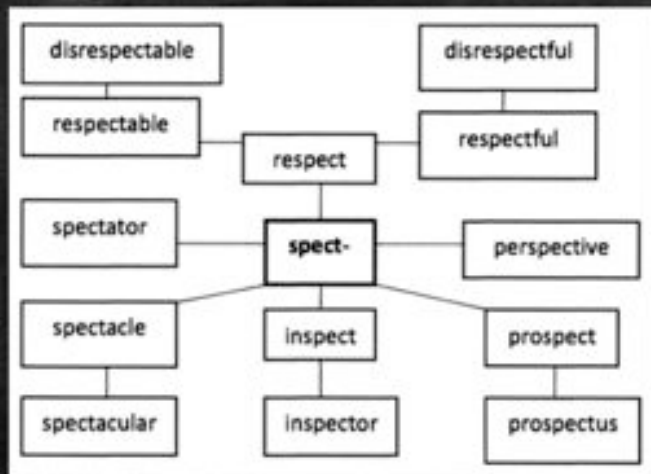 disrespectable
disrespectful
respectable
respectful
respect
spectator
spect-
perspective
spectacle
inspect
prospect
spectacular
inspector
prospectus